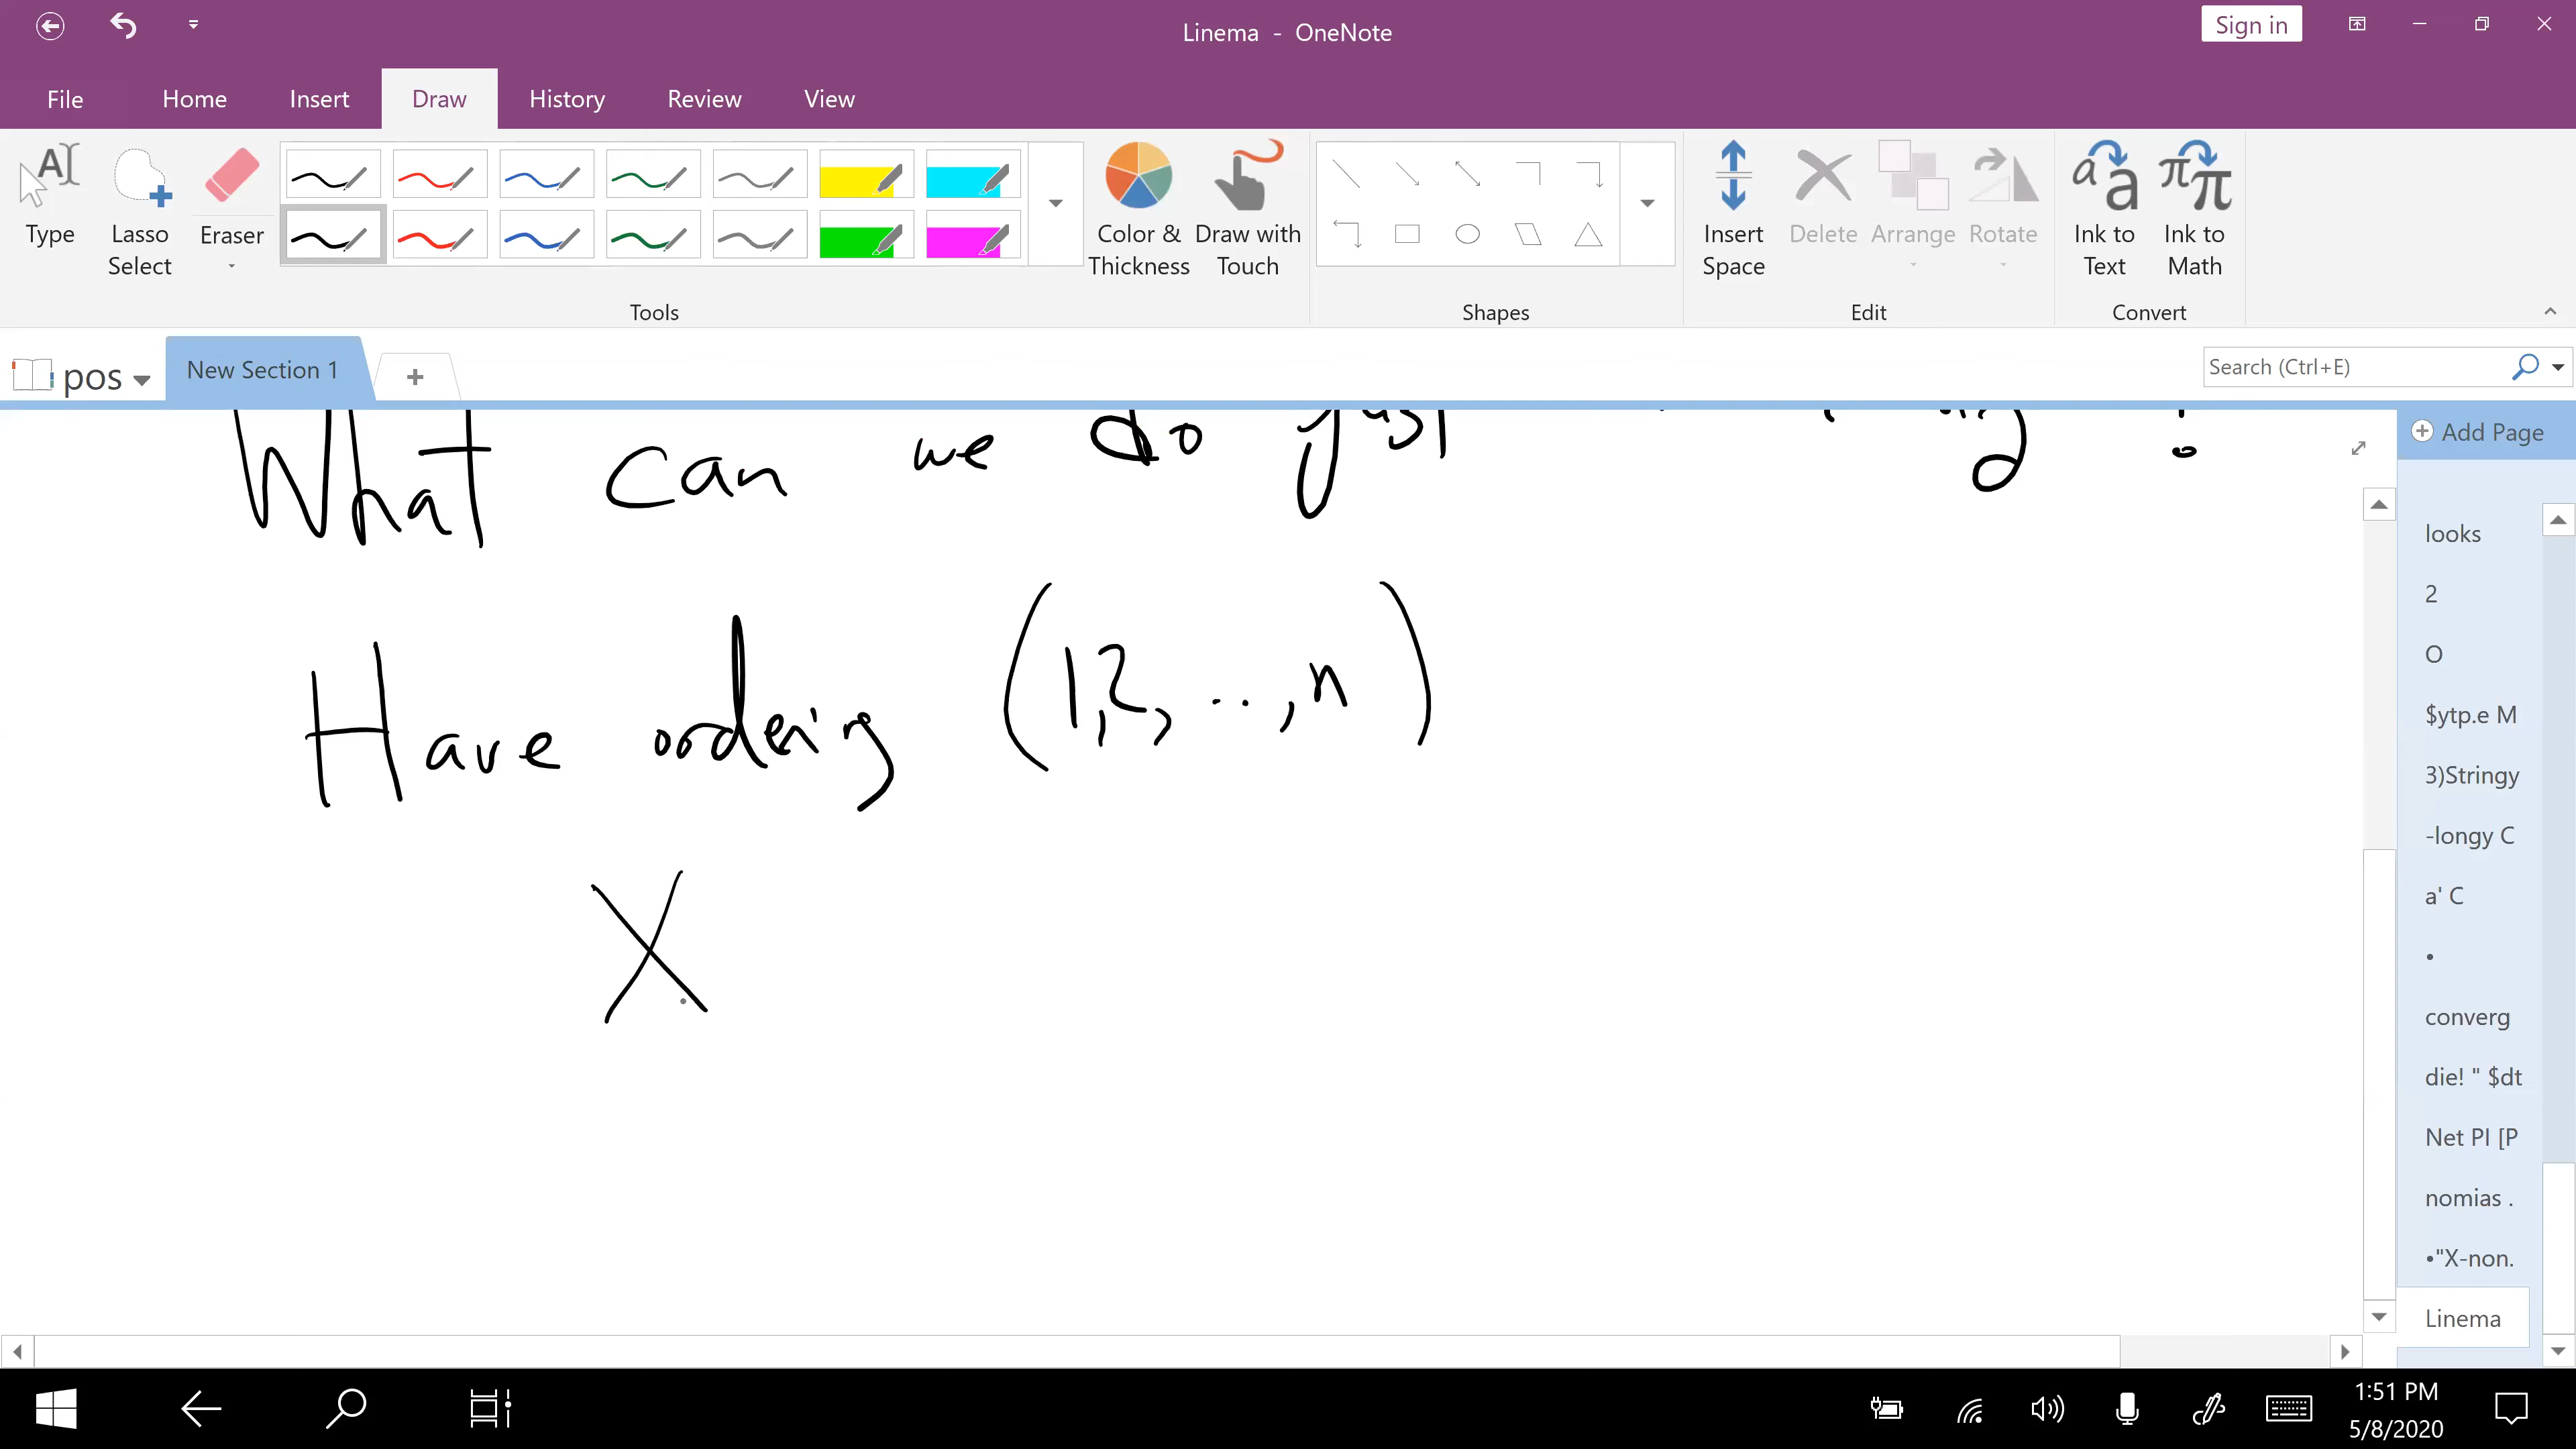 Linema - OneNote
Sign in
File Home Insert Draw History Review View
Type
Lasso Select
Eraser
Color & Thickness
Draw with Touch
Insert Space
Delete
Arrange
Rotate
Ink to Text
Ink to Math
Tools
Shapes
Edit
Convert
pos
New Section 1
Search (Ctrl+E)
Add Page
What can we do just
Have ordering (1,2, .., n)
X
looks
2
O
$ytp.e M
3)Stringy
-longy C
a' C
•
converg
die! " $dt
Net PI [P
nomias .
•"X-non.
Linema
1:51 PM
5/8/2020